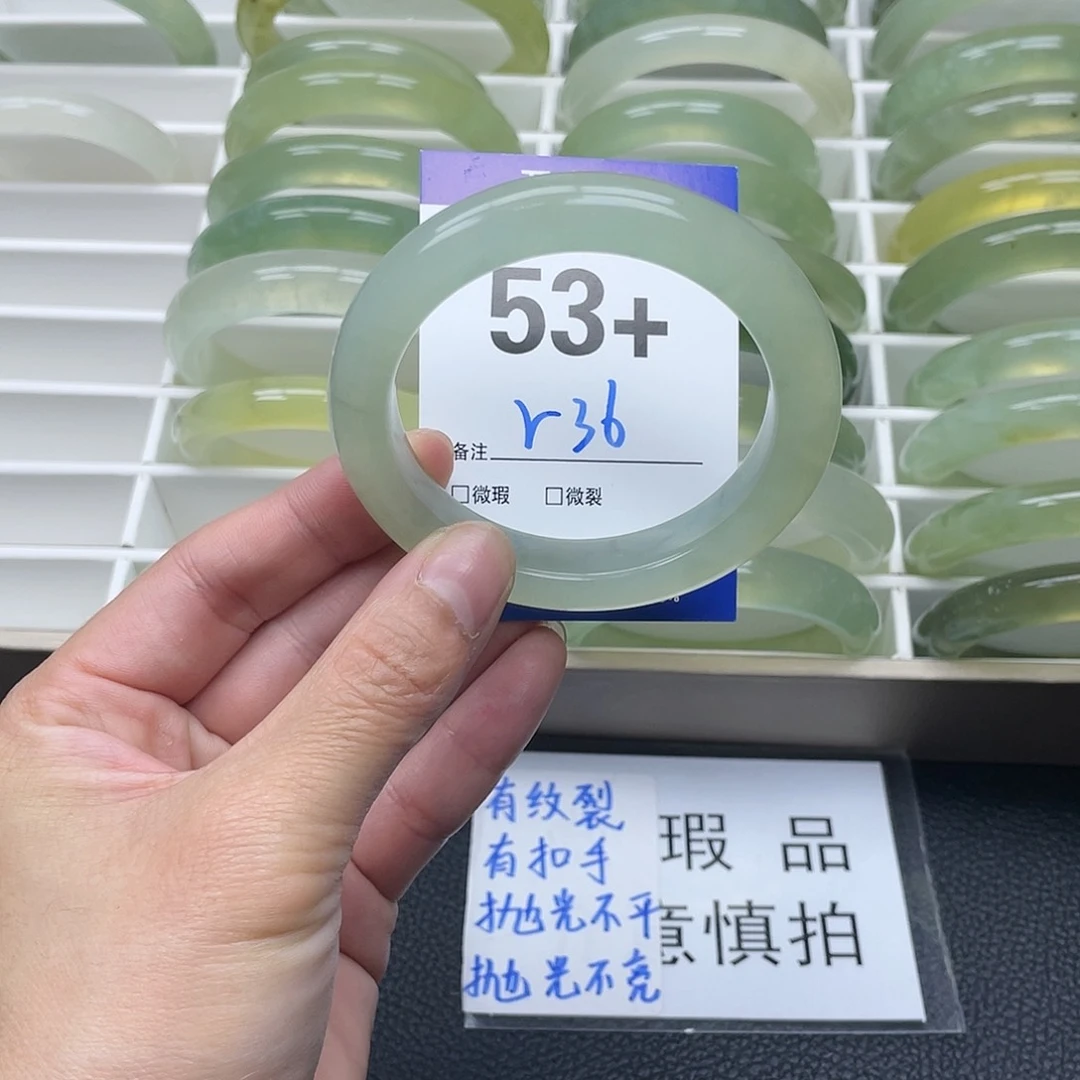 53+
r36
备注
□微瑕 □微裂
有纹裂
有扣手
抛光不平
抛光不亮
瑕品
意慎拍